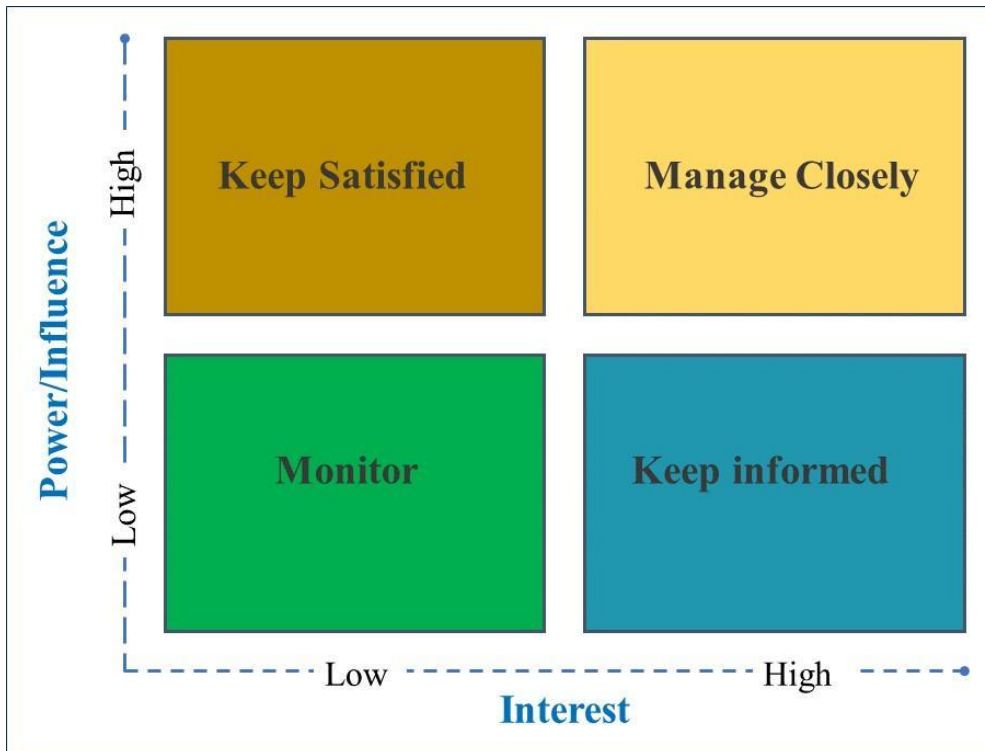 High
Keep Satisfied
Manage Closely
Power/Influence
Low
Monitor
Keep informed
Low
High
Interest